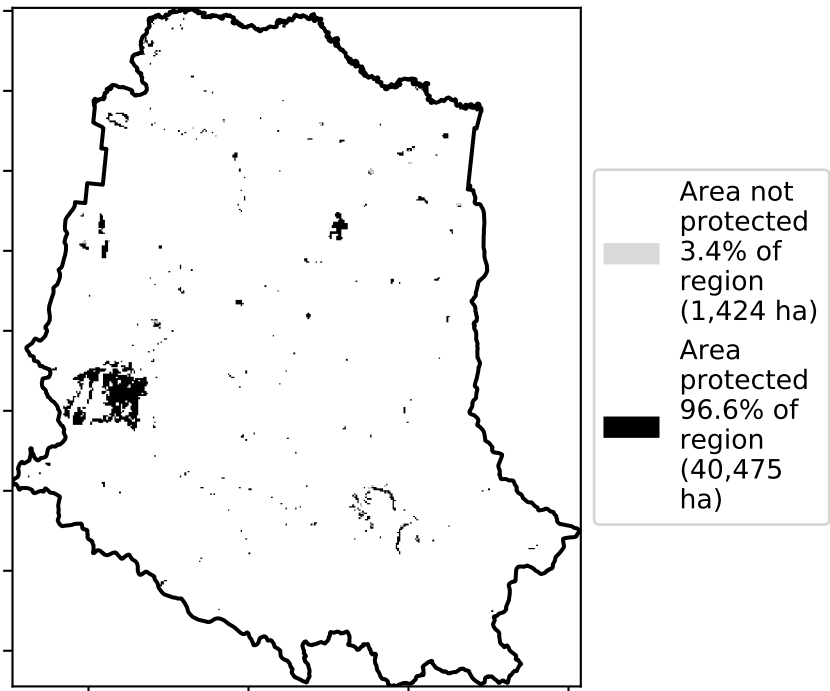 Area not
protected
3.4% of
region
(1,424 ha)
Area
protected
96.6% of
region
(40,475
ha)